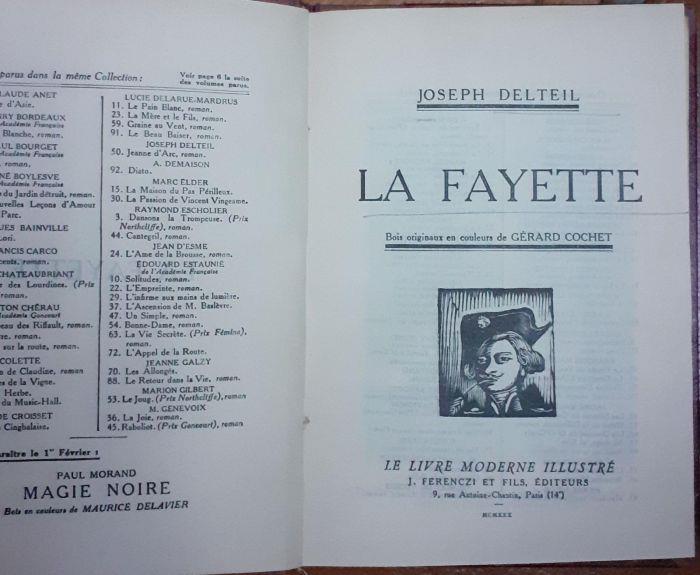 parus dans la même Collection :
Voir page 6 la suite
des volumes parus.
LAUDE ANET
e d'Asie.
RY BORDEAUX
Académie Française
Blanche, roman.
UL BOURGET
Académie Française
roman.
NÉ BOYLESVE
du Jardin détruit, roman.
uvelles Leçons d'Amour
Parc.
UES BAINVILLE
Lori.
ANCIS CARCO
cents, roman.
CHATEAUBRIANT
e des Lourdines. (Prix
roman.
TON CHÉRAU
Académie Goncourt
eau des Riffault, roman.
re, roman.
sur la route, roman.
COLETTE
n de Claudine, roman
es de la Vigne.
Herbe.
du Music-Hall.
DE CROISSET
Cinghalaise.
LUCIE DELARUE-MARDRUS
11. Le Pain Blanc, roman.
23. La Mère et le Fils, roman.
59. Graine au Vent, roman.
91. Le Beau Baiser, roman.
JOSEPH DELTEIL
50. Jeanne d'Arc, roman.
A. DEMAISON
92. Diato.
MARC ELDER
15. La Maison du Pas Périlleux.
30. La Passion de Vincent Vingeame.
RAYMOND ESCHOLIER
3. Dansons la Trompeuse. (Prix
Northcliffe), roman.
44. Cantegril, roman.
JEAN D'ESME
24. L'Ame de la Brousse, roman.
ÉDOUARD ESTAUNIÉ
de l'Académie Française
10. Solitudes, roman.
22. L'Empreinte, roman.
29. L'infirme aux mains de lumière.
37. L'Ascension de M. Baslèvre.
47. Un Simple, roman.
54. Bonne-Dame, roman.
63. La Vie Secrète. (Prix Fémina),
roman.
72. L'Appel de la Route.
JEANNE GALZY
70. Les Allongés.
88. Le Retour dans la Vie, roman.
MARION GILBERT
53. Le Joug. (Prix Northcliffe), roman
M. GENEVOIX
36. La Joie, roman.
45. Raboliot. (Prix Goncourt), roman
araître le 1er Février :
PAUL MORAND
MAGIE NOIRE
Bois en couleurs de MAURICE DELAVIER
JOSEPH DELTEIL
LA FAYETTE
Bois originaux en couleurs de GÉRARD COCHET
LE LIVRE MODERNE ILLUSTRÉ
J. FERENCZI ET FILS, ÉDITEURS
9, rue Antoine-Chantin, Paris (14e)
MCMXXX